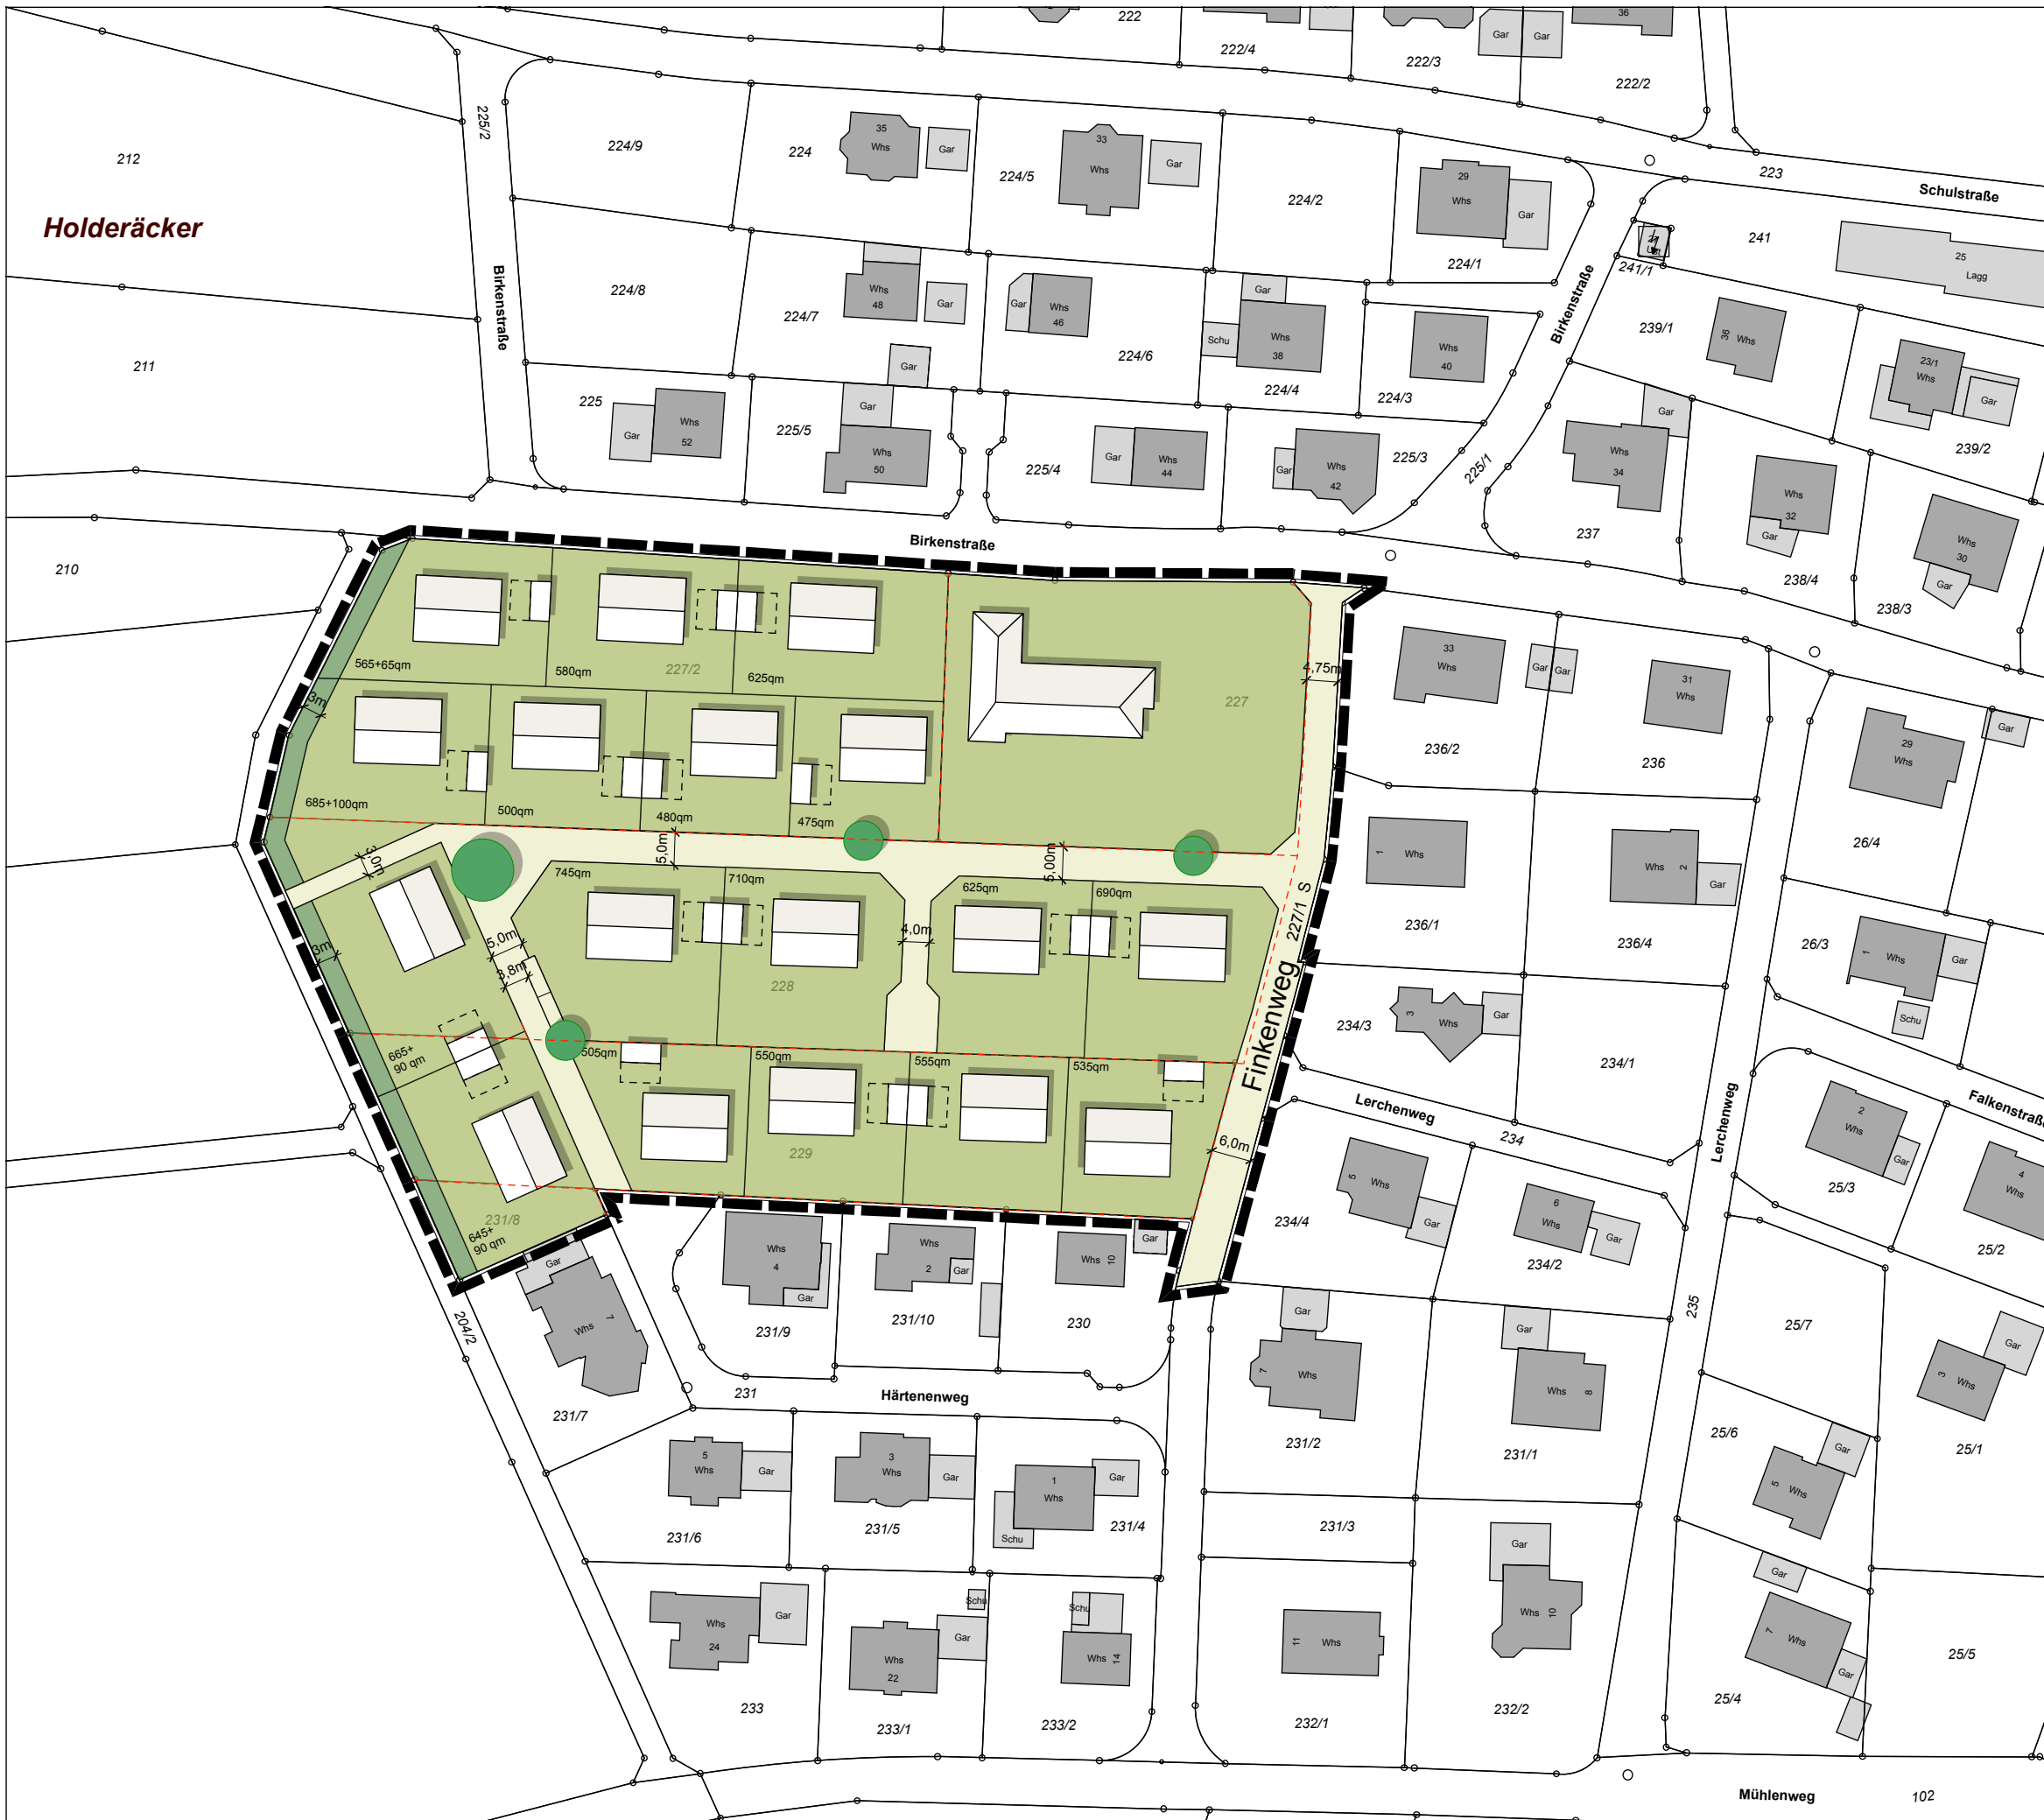 222
36
222/4
Gar
Gar
222/3
222/2
225/2
35
Whs
Gar
33
Whs
Gar
224/9
224
224/5
224/2
29
Whs
Gar
223
Schulstraße
212
Holderäcker
241
25
Lagg
241/1
224/1
Birkenstraße
Birkenstraße
224/8
224/7
Whs
48
Gar
Gar
Whs
46
224/6
Gar
Schu
Whs
38
Whs
40
239/1
36
Whs
211
Gar
23/1
Whs
Gar
225
Gar
Whs
52
225/5
Gar
Whs
50
224/4
224/3
225/4
Gar
Whs
44
Gar
Whs
42
225/3
225/1
Gar
Whs
34
239/2
Whs
32
Gar
237
238/4
Whs
30
Gar
238/3
Birkenstraße
210
565+65qm
580qm
227/2
625qm
227
4,75m
33
Whs
Gar
Gar
31
Whs
236/2
236
3m
685+100qm
500qm
480qm
475qm
29
Whs
Gar
26/4
3,0m
5,0m
5,00m
745qm
710qm
625qm
690qm
1
Whs
Whs
2
Gar
236/1
236/4
227/1 S
26/3
1
Whs
Gar
Schu
3m
5,0m
3,8m
4,0m
228
Finkenweg
234/3
3
Whs
Gar
234/1
665+
90 qm
505qm
550qm
555qm
535qm
Lerchenweg
234
Lerchenweg
Falkenstraße
2
Whs
Gar
4
Whs
25/3
25/2
229
6,0m
231/8
645+
90 qm
5
Whs
Gar
6
Whs
Gar
234/4
234/2
Gar
Whs
7
Whs
4
Gar
Whs
2
Gar
Whs
10
Gar
204/2
231/9
231/10
230
235
25/7
Gar
7
Whs
Gar
Whs
8
3
Whs
Gar
231/7
231
Härtenenweg
231/2
231/1
25/6
25/1
5
Whs
Gar
3
Whs
Gar
1
Whs
Gar
Schu
5
Whs
Gar
231/6
231/5
231/4
231/3
Whs
24
Gar
Schu
Gar
Whs
22
Schu
Whs
14
11
Whs
Gar
Whs
10
Gar
7
Whs
Gar
25/5
233
233/1
233/2
232/1
232/2
25/4
Mühlenweg
102